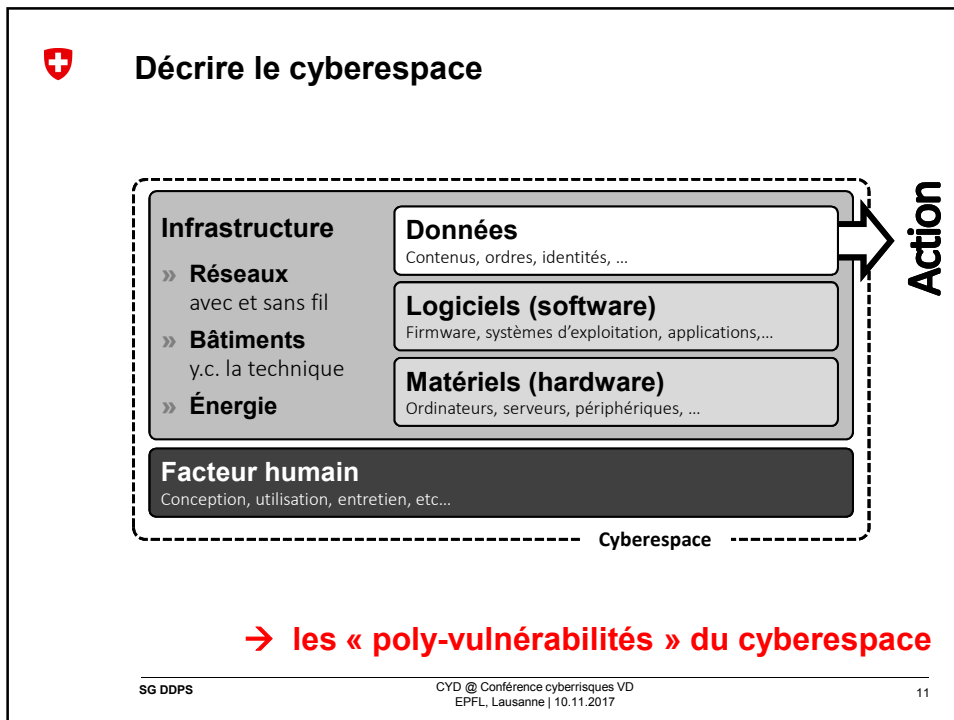 Décrire le cyberespace
Infrastructure
» Réseaux
avec et sans fil
» Bâtiments
y.c. la technique
» Énergie
Données
Contenus, ordres, identités, …
Logiciels (software)
Firmware, systèmes d’exploitation, applications,…
Matériels (hardware)
Ordinateurs, serveurs, périphériques, …
Action
Facteur humain
Conception, utilisation, entretien, etc…
Cyberespace
→ les « poly-vulnérabilités » du cyberespace
SG DDPS
CYD @ Conférence cyberrisques VD
EPFL, Lausanne | 10.11.2017
11